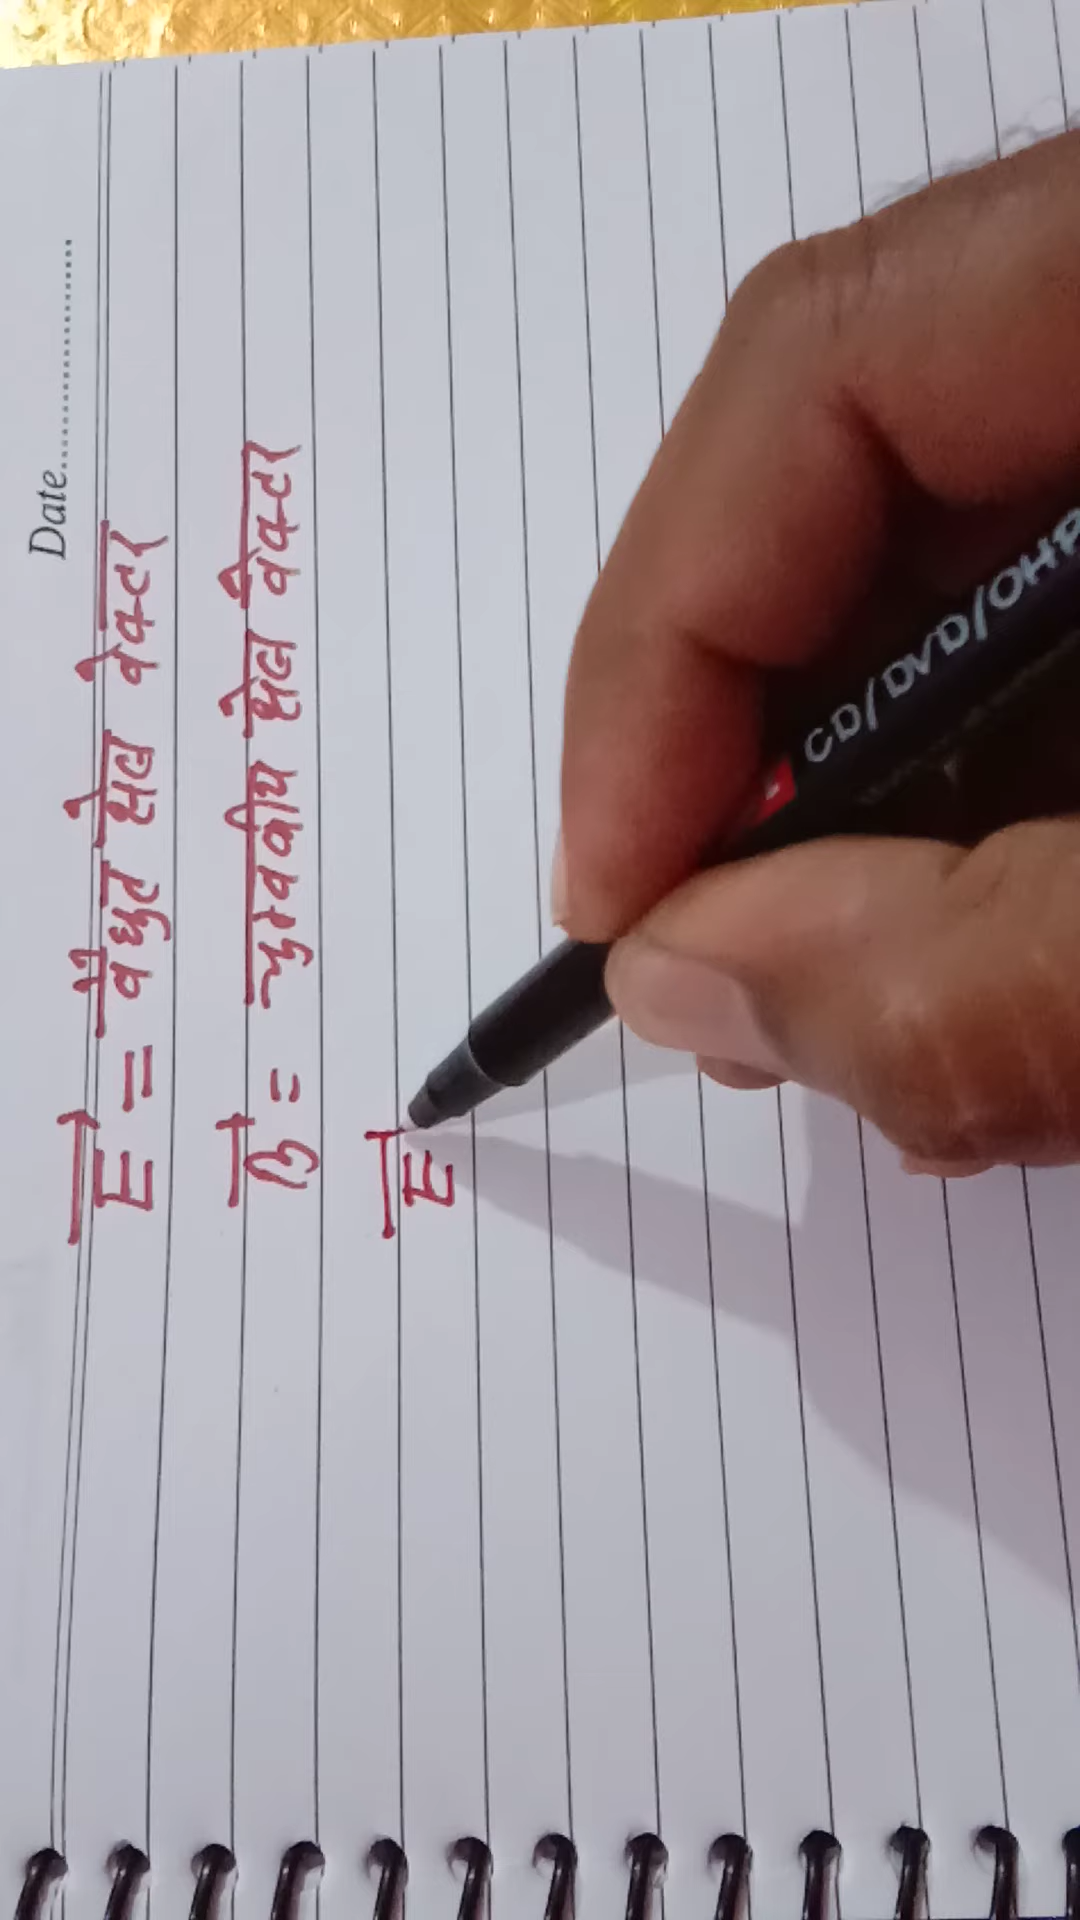 Date....................
E⃗ = वैद्युत क्षेत्र वेक्टर
B⃗ = चुम्बकीय क्षेत्र वेक्टर
E
CD/DVD/OHP